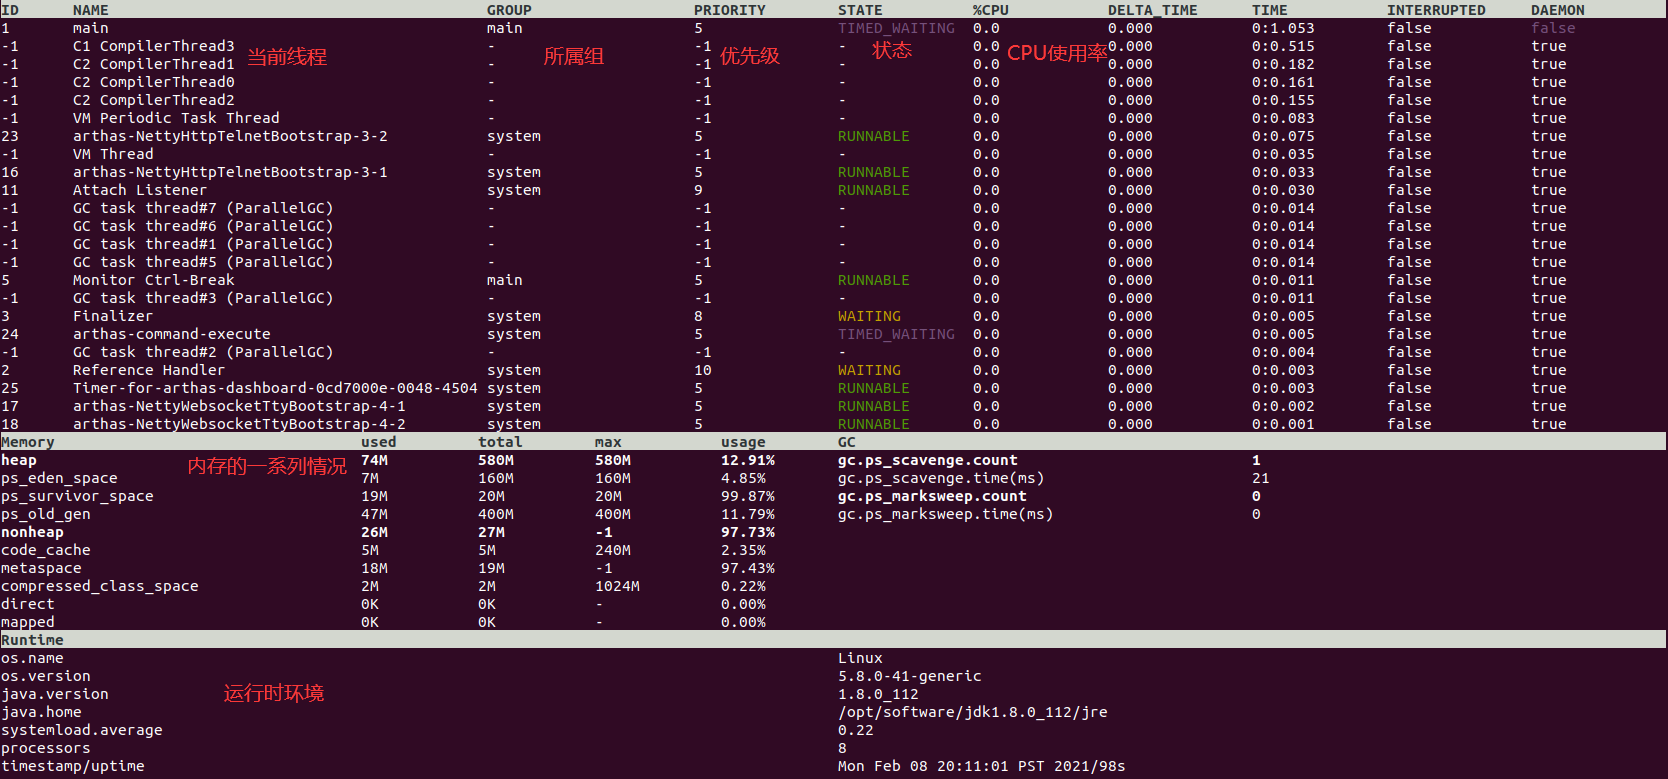 ID NAME GROUP PRIORITY STATE %CPU DELTA_TIME TIME INTERRUPTED DAEMON
1 main main 5 TIMED_WAITING 0.0 0.000 0:1.053 false false
-1 C1 CompilerThread3 - -1 - 0.0 0.000 0:0.515 false true
当前线程 所属组 优先级 状态 CPU使用率
-1 C2 CompilerThread1 - -1 - 0.0 0.000 0:0.182 false true
-1 C2 CompilerThread0 - -1 - 0.0 0.000 0:0.161 false true
-1 C2 CompilerThread2 - -1 - 0.0 0.000 0:0.155 false true
-1 VM Periodic Task Thread - -1 - 0.0 0.000 0:0.083 false true
23 arthas-NettyHttpTelnetBootstrap-3-2 system 5 RUNNABLE 0.0 0.000 0:0.075 false true
-1 VM Thread - -1 - 0.0 0.000 0:0.035 false true
16 arthas-NettyHttpTelnetBootstrap-3-1 system 5 RUNNABLE 0.0 0.000 0:0.033 false true
11 Attach Listener system 9 RUNNABLE 0.0 0.000 0:0.030 false true
-1 GC task thread#7 (ParallelGC) - -1 - 0.0 0.000 0:0.014 false true
-1 GC task thread#6 (ParallelGC) - -1 - 0.0 0.000 0:0.014 false true
-1 GC task thread#1 (ParallelGC) - -1 - 0.0 0.000 0:0.014 false true
-1 GC task thread#5 (ParallelGC) - -1 - 0.0 0.000 0:0.014 false true
5 Monitor Ctrl-Break main 5 RUNNABLE 0.0 0.000 0:0.011 false true
-1 GC task thread#3 (ParallelGC) - -1 - 0.0 0.000 0:0.011 false true
3 Finalizer system 8 WAITING 0.0 0.000 0:0.005 false true
24 arthas-command-execute system 5 TIMED_WAITING 0.0 0.000 0:0.005 false true
-1 GC task thread#2 (ParallelGC) - -1 - 0.0 0.000 0:0.004 false true
2 Reference Handler system 10 WAITING 0.0 0.000 0:0.003 false true
25 Timer-for-arthas-dashboard-0cd7000e-0048-4504 system 5 RUNNABLE 0.0 0.000 0:0.003 false true
17 arthas-NettyWebsocketTtyBootstrap-4-1 system 5 RUNNABLE 0.0 0.000 0:0.002 false true
18 arthas-NettyWebsocketTtyBootstrap-4-2 system 5 RUNNABLE 0.0 0.000 0:0.001 false true
Memory used total max usage GC
heap 74M 580M 580M 12.91% gc.ps_scavenge.count 1
内存的一系列情况
ps_eden_space 7M 160M 160M 4.85% gc.ps_scavenge.time(ms) 21
ps_survivor_space 19M 20M 20M 99.87% gc.ps_marksweep.count 0
ps_old_gen 47M 400M 400M 11.79% gc.ps_marksweep.time(ms) 0
nonheap 26M 27M -1 97.73%
code_cache 5M 5M 240M 2.35%
metaspace 18M 19M -1 97.43%
compressed_class_space 2M 2M 1024M 0.22%
direct 0K 0K - 0.00%
mapped 0K 0K - 0.00%
Runtime
os.name Linux
os.version 5.8.0-41-generic
java.version 运行时环境 1.8.0_112
java.home /opt/software/jdk1.8.0_112/jre
systemload.average 0.22
processors 8
timestamp/uptime Mon Feb 08 20:11:01 PST 2021/98s